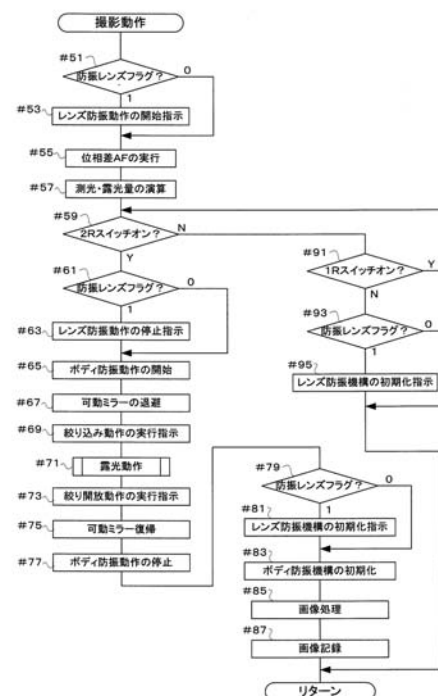 撮影動作
#51
防振レンズフラグ?
0
1
#53
レンズ防振動作の開始指示
#55
位相差AFの実行
#57
測光・露光量の演算
#59
2Rスイッチオン?
N
Y
#61
防振レンズフラグ?
0
1
#63
レンズ防振動作の停止指示
#65
ボディ防振動作の開始
#67
可動ミラーの退避
#69
絞り込み動作の実行指示
#71
露光動作
#73
絞り開放動作の実行指示
#75
可動ミラー復帰
#77
ボディ防振動作の停止
#79
防振レンズフラグ?
0
1
#81
レンズ防振機構の初期化指示
#83
ボディ防振機構の初期化
#85
画像処理
#87
画像記録
#91
1Rスイッチオン?
Y
N
#93
防振レンズフラグ?
0
1
#95
レンズ防振機構の初期化指示
リターン